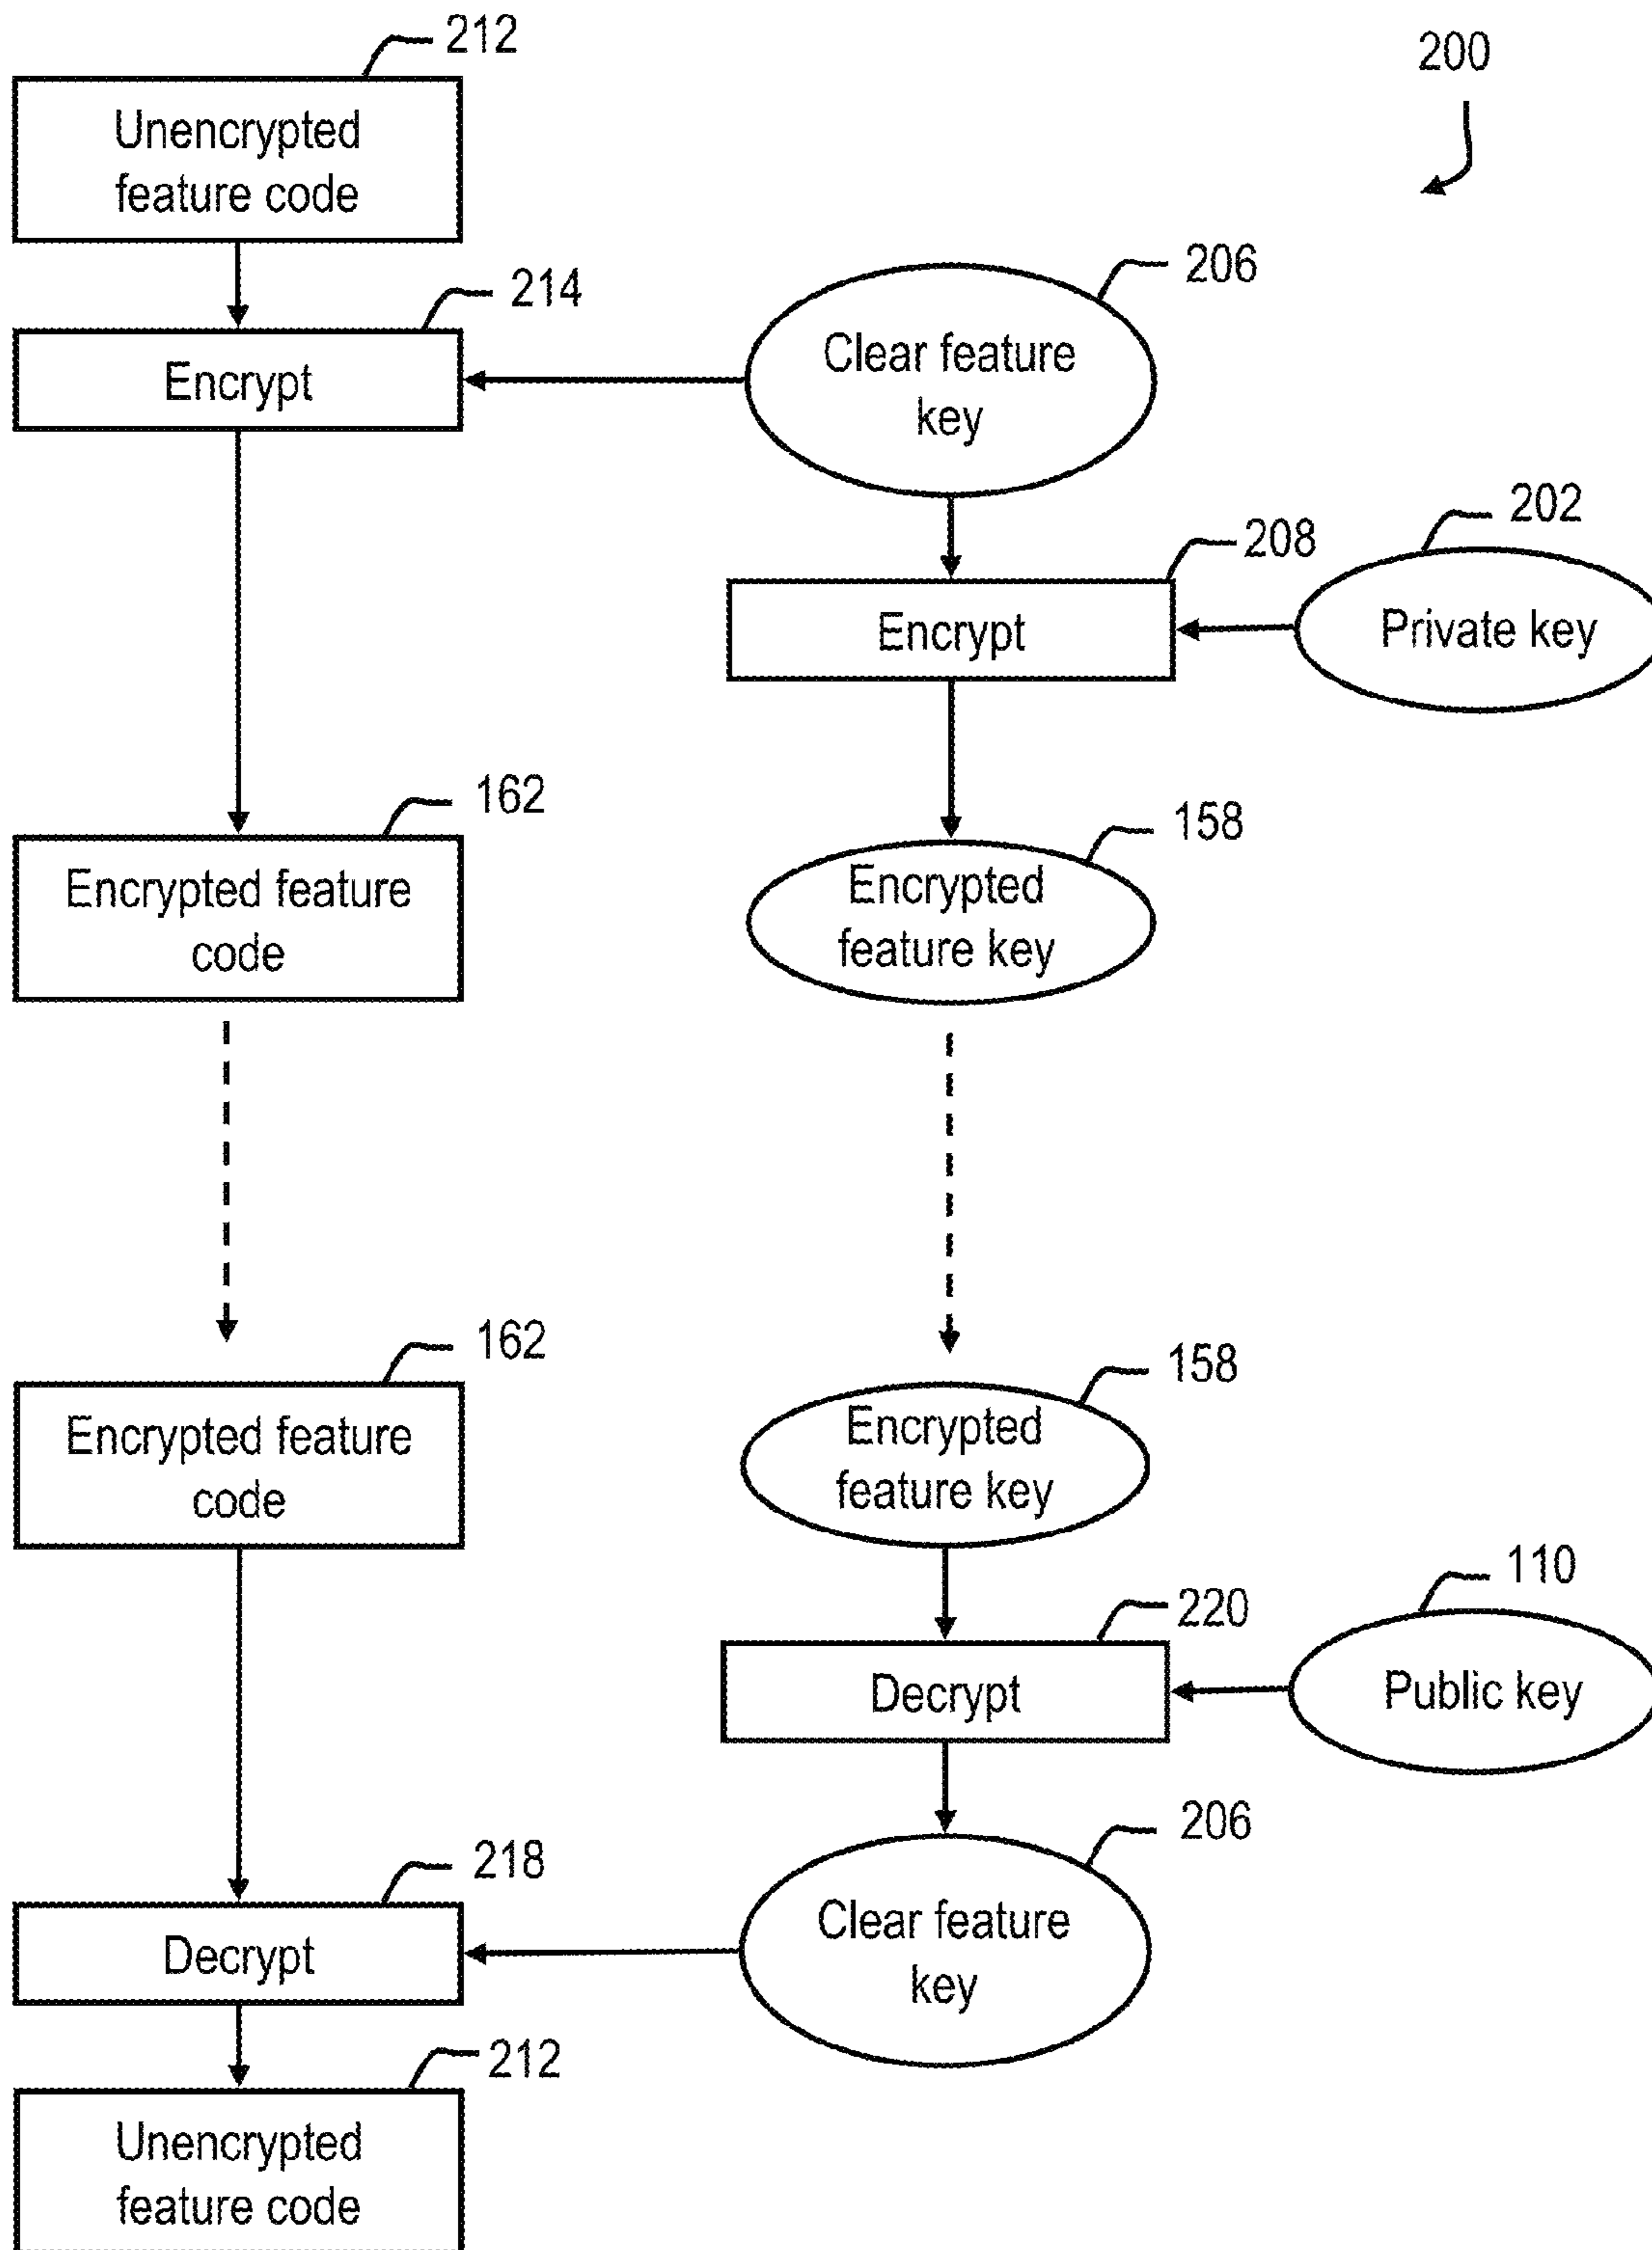 212
200
Unencrypted
feature code
206
214
Clear feature
key
Encrypt
202
208
Private key
Encrypt
162
158
Encrypted feature
code
Encrypted
feature key
162
158
Encrypted feature
code
Encrypted
feature key
110
220
Public key
Decrypt
206
218
Clear feature
key
Decrypt
212
Unencrypted
feature code